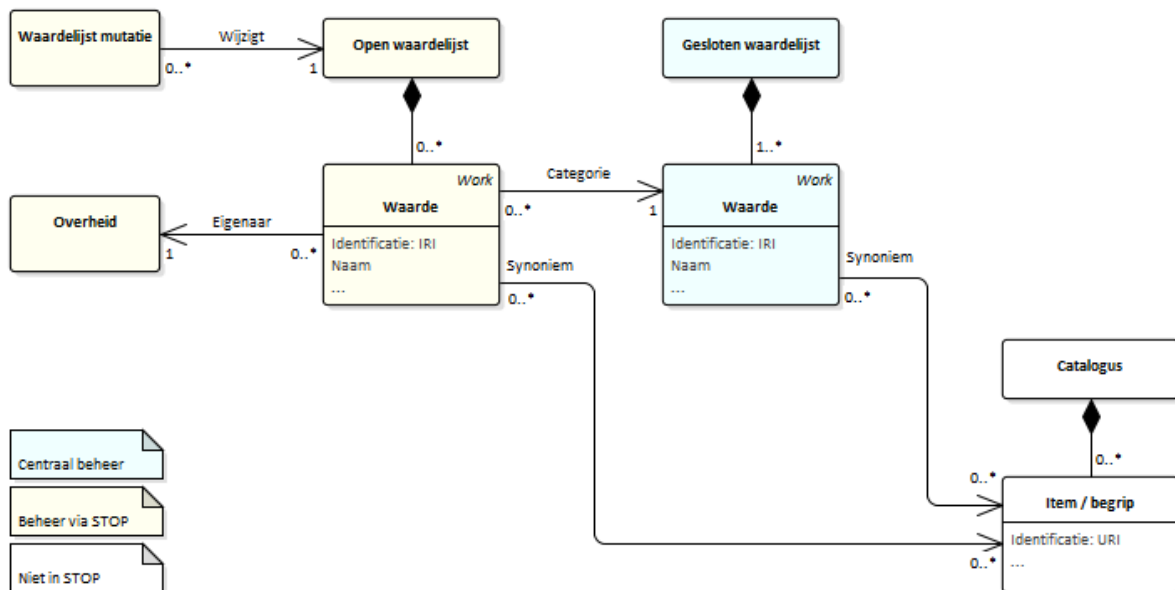 Waardelijst mutatie
Wijzigt
0..*
1
Open waardelijst
Gesloten waardelijst
0..*
1..*
Work
Waarde
Identificatie: IRI
Naam
...
Categorie
0..*
1
Work
Waarde
Identificatie: IRI
Naam
...
Overheid
Eigenaar
1
0..*
Synoniem
0..*
Synoniem
0..*
Catalogus
0..*
0..*
Item / begrip
Identificatie: URI
...
0..*
Centraal beheer
Beheer via STOP
Niet in STOP